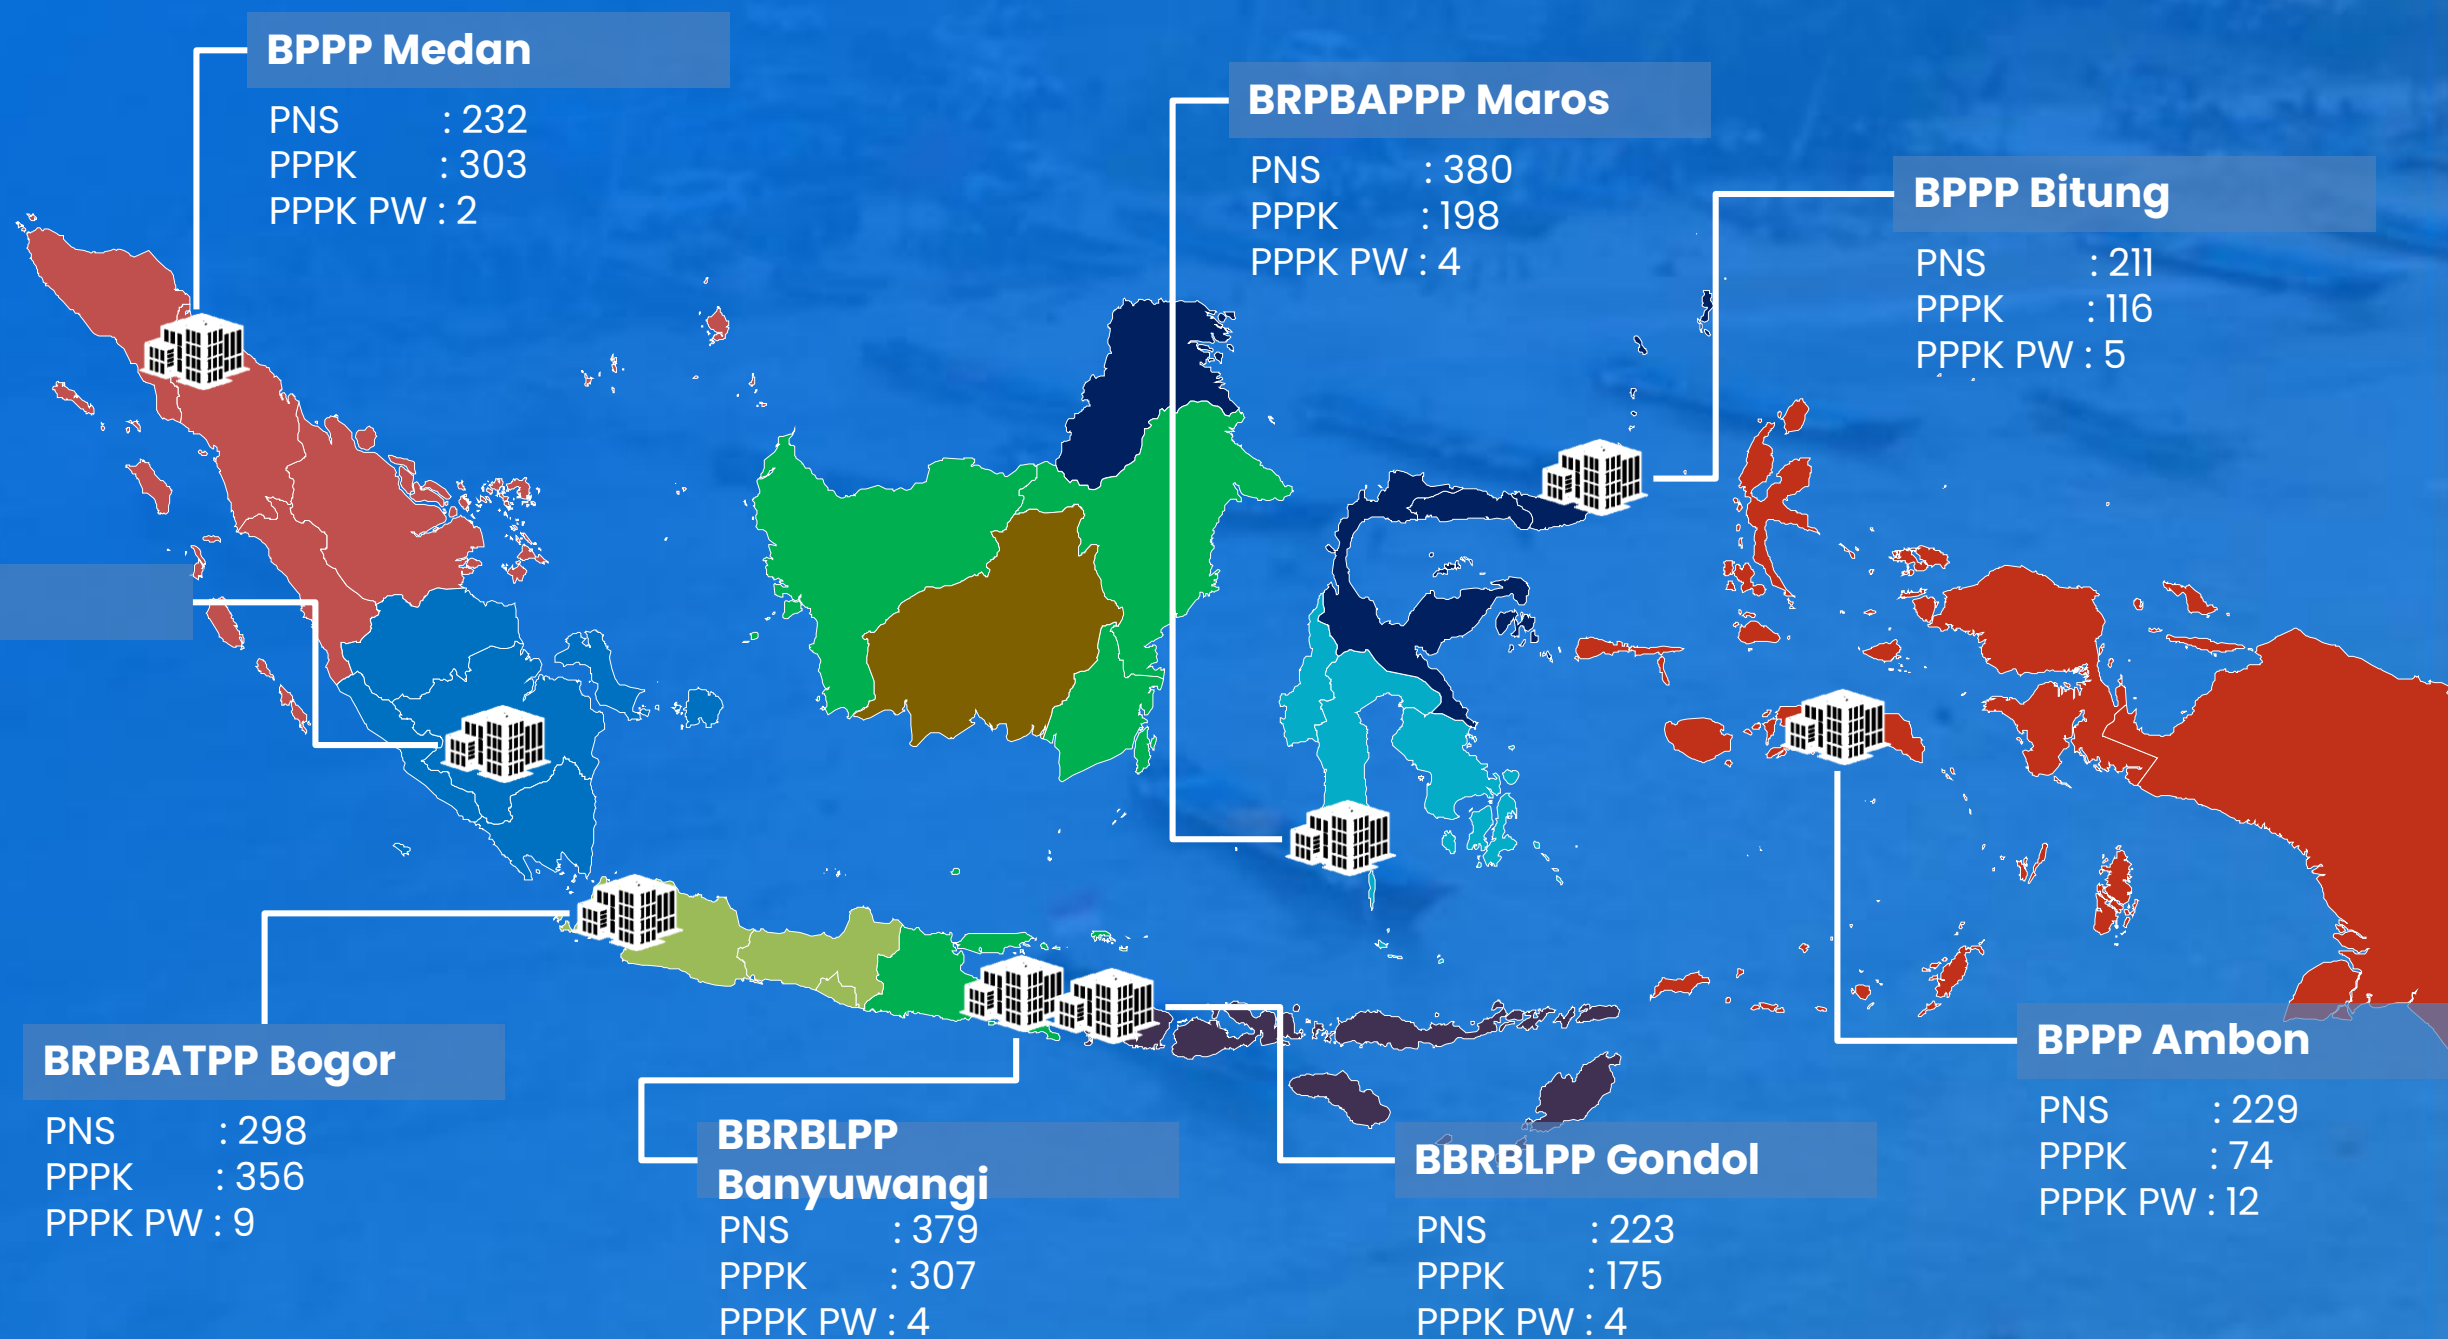 BPPP Medan
PNS : 232
PPPK : 303
PPPK PW : 2
BRPBAPPP Maros
PNS : 380
PPPK : 198
PPPK PW : 4
BPPP Bitung
PNS : 211
PPPK : 116
PPPK PW : 5
BRPBATPP Bogor
PNS : 298
PPPK : 356
PPPK PW : 9
BBRBLPP
Banyuwangi
PNS : 379
PPPK : 307
PPPK PW : 4
BBRBLPP Gondol
PNS : 223
PPPK : 175
PPPK PW : 4
BPPP Ambon
PNS : 229
PPPK : 74
PPPK PW : 12